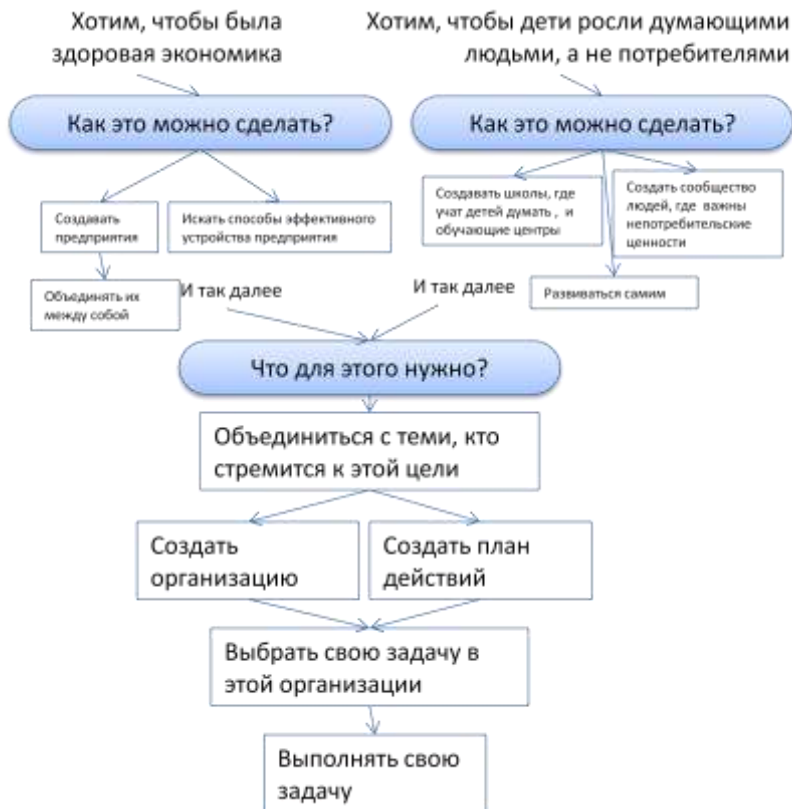 Хотим, чтобы была
здоровая экономика
Хотим, чтобы дети росли думающими
людьми, а не потребителями
Как это можно сделать?
Как это можно сделать?
Создавать
предприятия
Искать способы эффективного
устройства предприятия
Создавать школы, где
учат детей думать , и
обучающие центры
Создать сообщество
людей, где важны
непотребительские
ценности
Объединять их
между собой
И так далее
И так далее
Развиваться самим
Что для этого нужно?
Объединиться с теми, кто
стремится к этой цели
Создать
организацию
Создать план
действий
Выбрать свою задачу в
этой организации
Выполнять свою
задачу